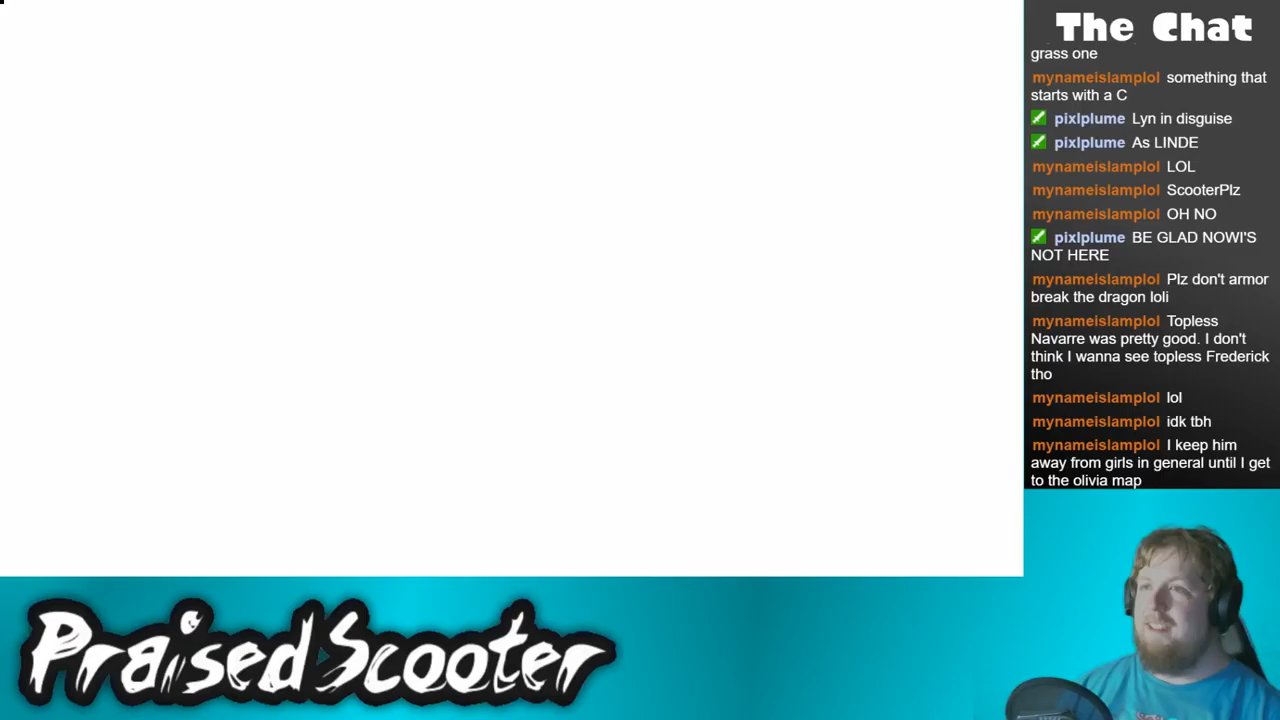 The Chat
grass one
mynameislamplol something that
starts with a C
pixlplume Lyn in disguise
pixlplume As LINDE
mynameislamplol LOL
mynameislamplol ScooterPlz
mynameislamplol OH NO
pixlplume BE GLAD NOWI'S
NOT HERE
mynameislamplol Plz don't armor
break the dragon loli
mynameislamplol Topless
Navarre was pretty good. I don't
think I wanna see topless Frederick
tho
mynameislamplol lol
mynameislamplol idk tbh
mynameislamplol I keep him
away from girls in general until I get
to the olivia map
PraisedScooter